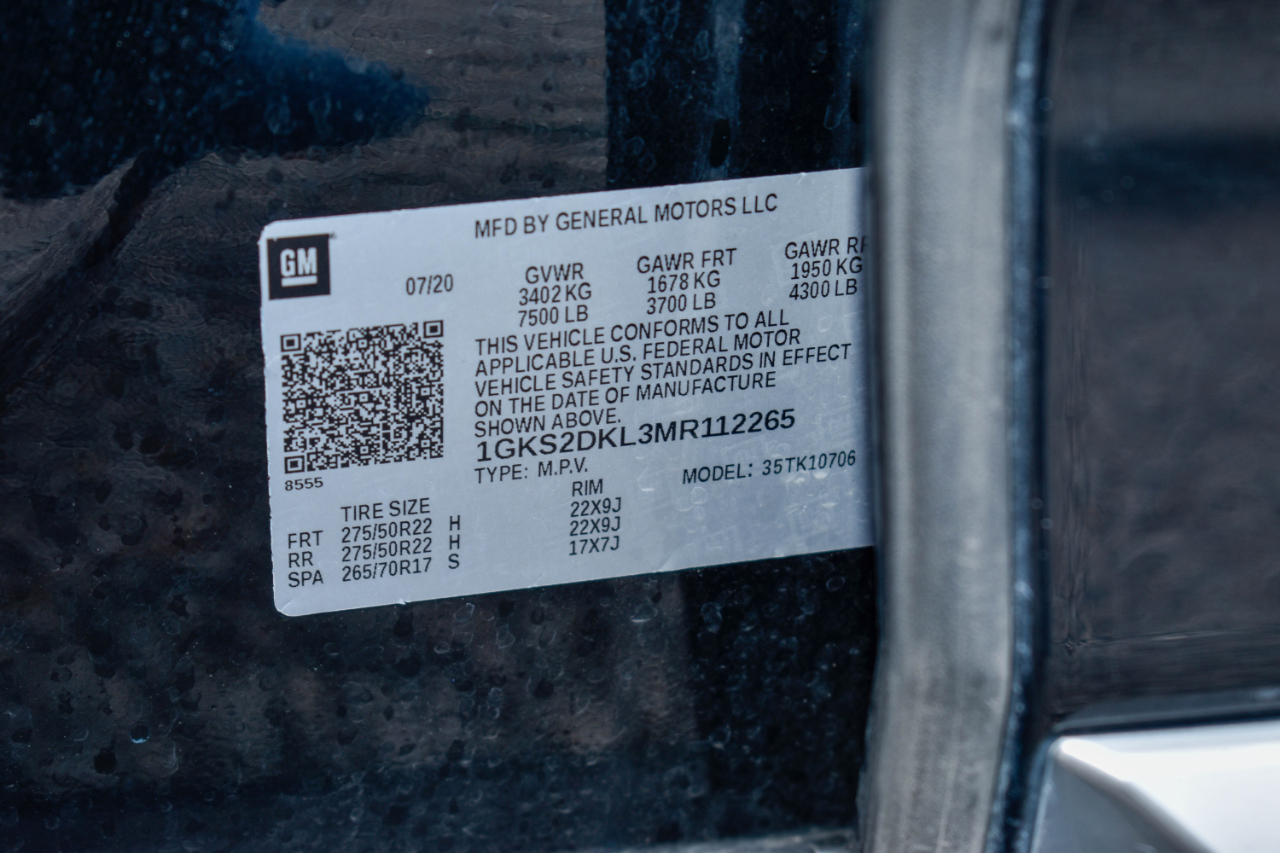 MFD BY GENERAL MOTORS LLC
GM
07/20
GVWR GAWR FRT GAWR RR
3402 KG 1678 KG 1950 KG
7500 LB 3700 LB 4300 LB
THIS VEHICLE CONFORMS TO ALL
APPLICABLE U.S. FEDERAL MOTOR
VEHICLE SAFETY STANDARDS IN EFFECT
ON THE DATE OF MANUFACTURE
SHOWN ABOVE.
1GKS2DKL3MR112265
TYPE: M.P.V. MODEL: 35TK10706
8555
TIRE SIZE RIM
FRT 275/50R22 H 22X9J
RR 275/50R22 H 22X9J
SPA 265/70R17 S 17X7J